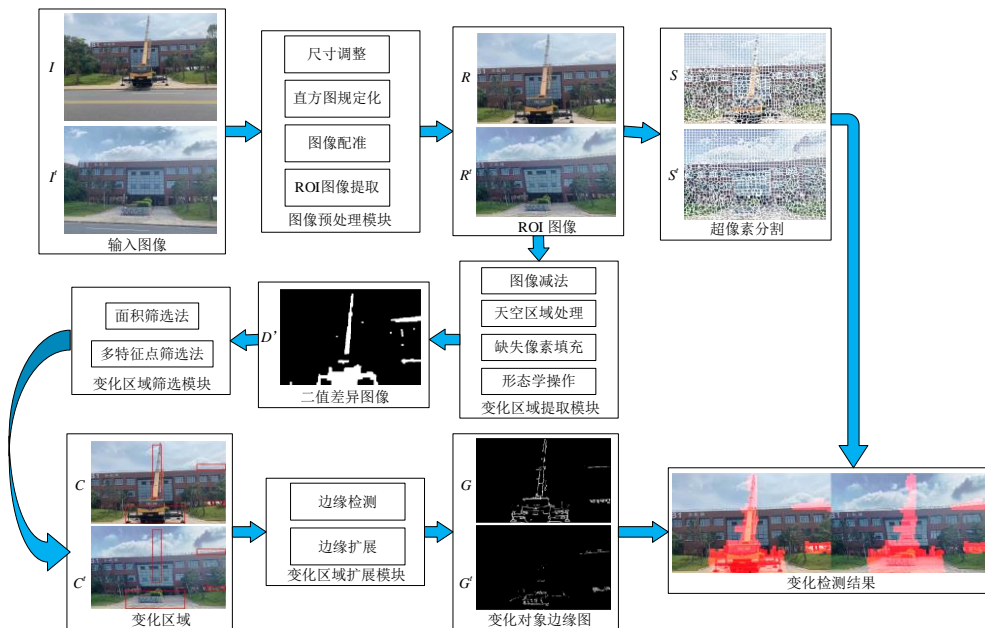 I
I^t
输入图像
尺寸调整
直方图规定化
图像配准
ROI图像提取
图像预处理模块
R
R^t
ROI 图像
S
S^t
超像素分割
图像减法
天空区域处理
缺失像素填充
形态学操作
变化区域提取模块
D'
二值差异图像
面积筛选法
多特征点筛选法
变化区域筛选模块
C
C^t
变化区域
边缘检测
边缘扩展
变化区域扩展模块
G
G^t
变化对象边缘图
变化检测结果